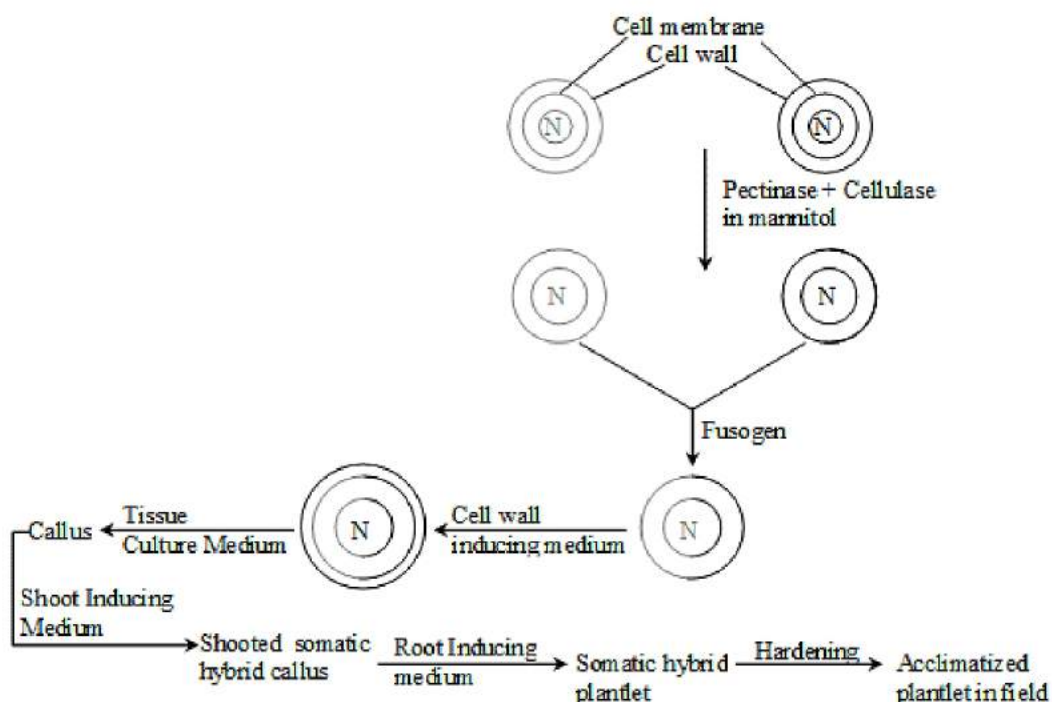 Cell membrane
Cell wall
N
N
Pectinase + Cellulase
in mannitol
N
N
Fusogen
N
Cell wall
inducing medium
N
Tissue
Culture Medium
Callus
Shoot Inducing
Medium
Shooted somatic
hybrid callus
Root Inducing
medium
Somatic hybrid
plantlet
Hardening
Acclimatized
plantlet in field